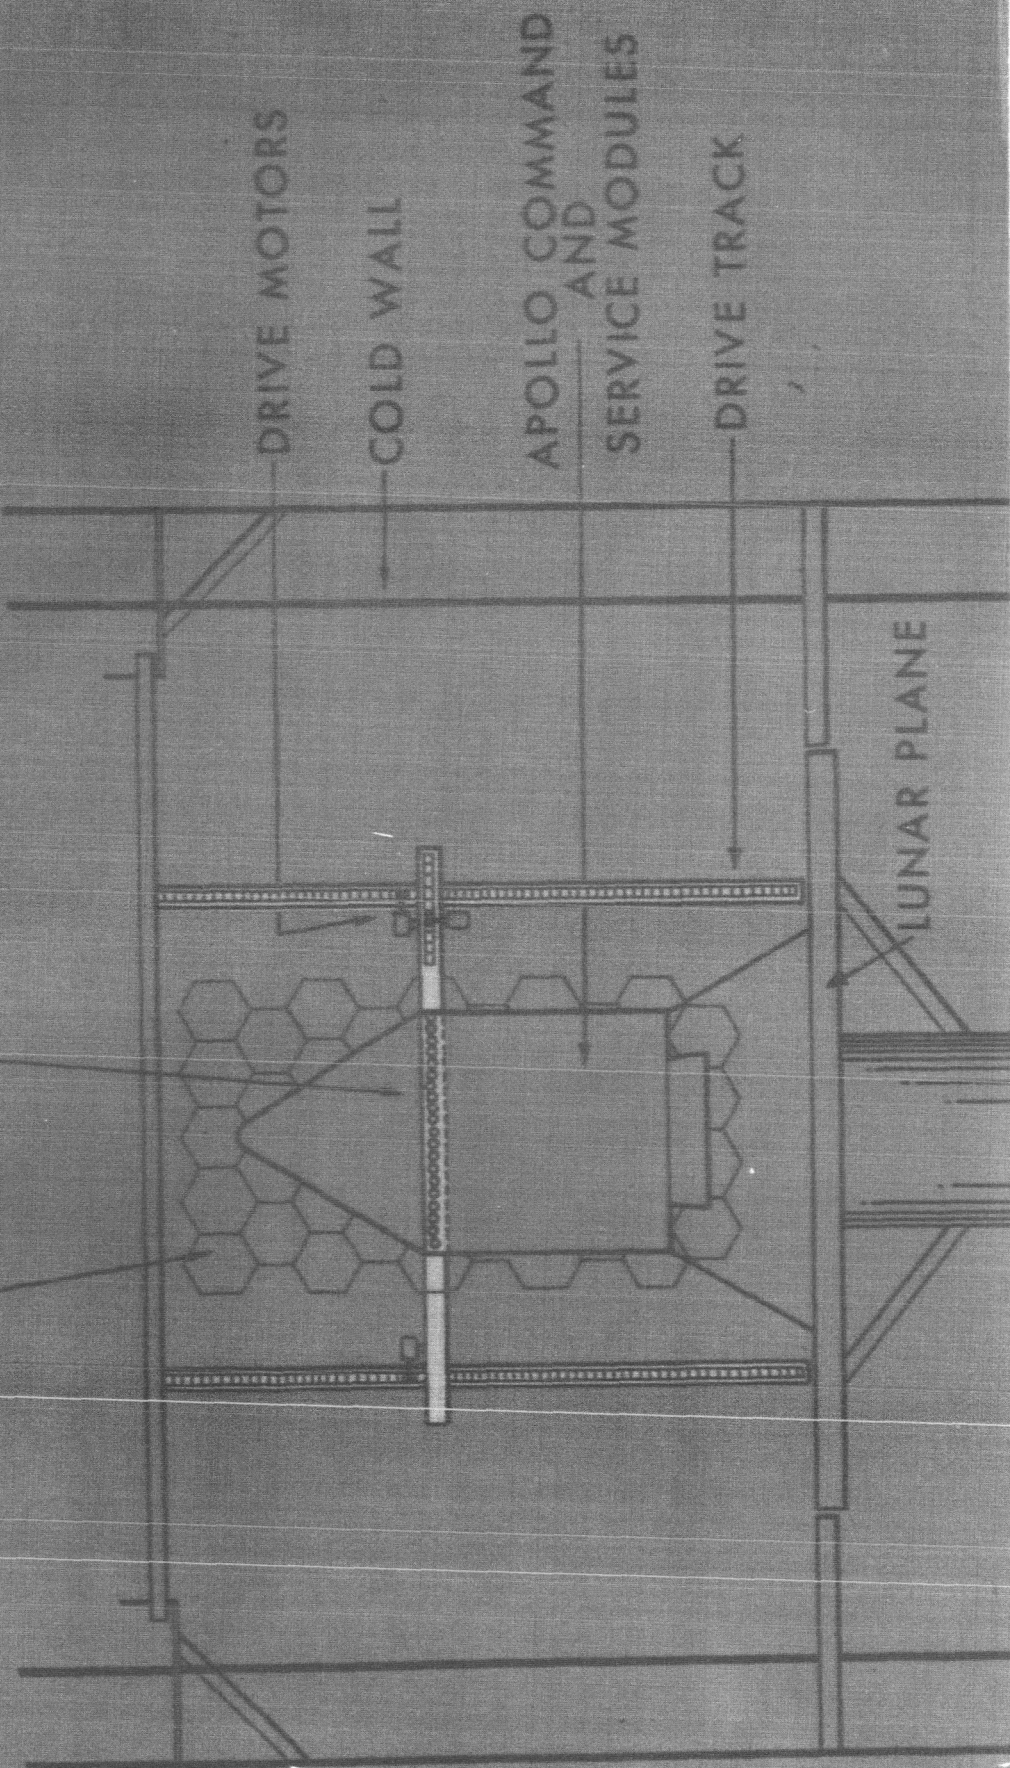 DRIVE MOTORS
COLD WALL
APOLLO COMMAND
AND
SERVICE MODULES
DRIVE TRACK
LUNAR PLANE